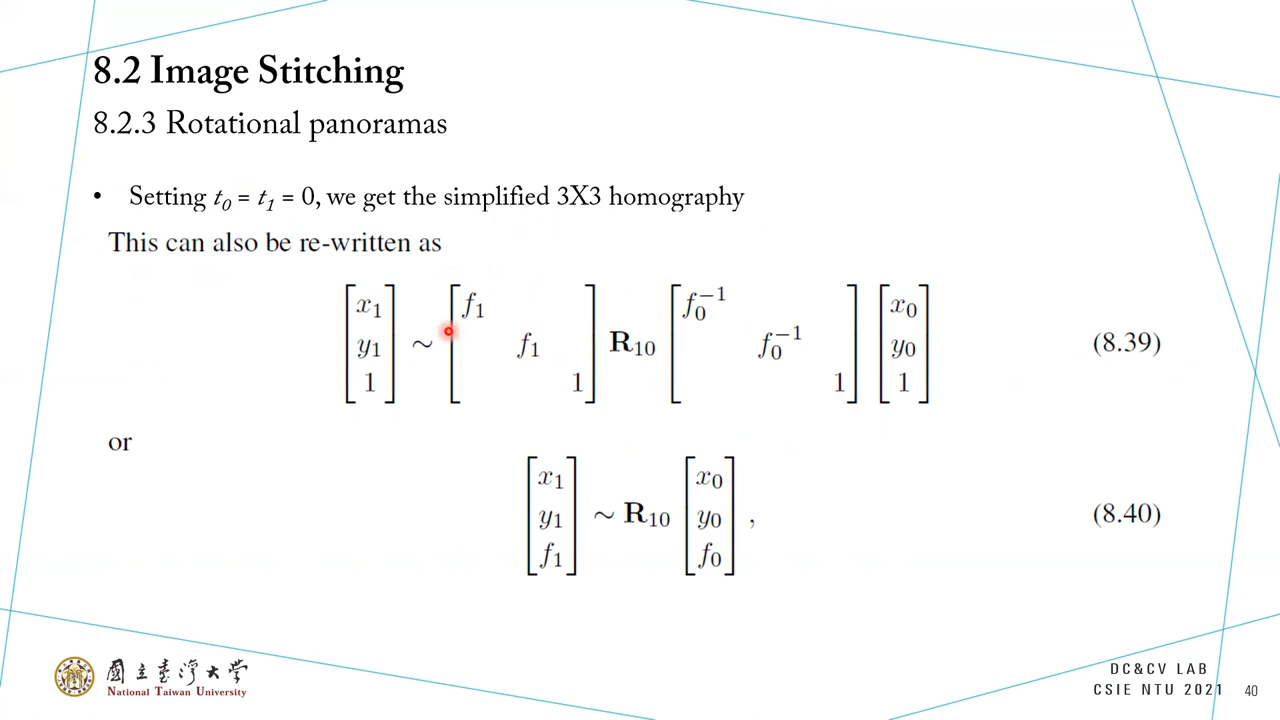 8.2 Image Stitching
8.2.3 Rotational panoramas
• Setting t₀ = t₁ = 0, we get the simplified 3X3 homography
This can also be re-written as
[x₁ y₁ 1] ∼ [f₁ f₁ 1] R₁₀ [f₀⁻¹ f₀⁻¹ 1] [x₀ y₀ 1] (8.39)
or
[x₁ y₁ f₁] ∼ R₁₀ [x₀ y₀ f₀] , (8.40)
國立臺灣大學
National Taiwan University
DC&CV LAB
CSIE NTU 2021 40